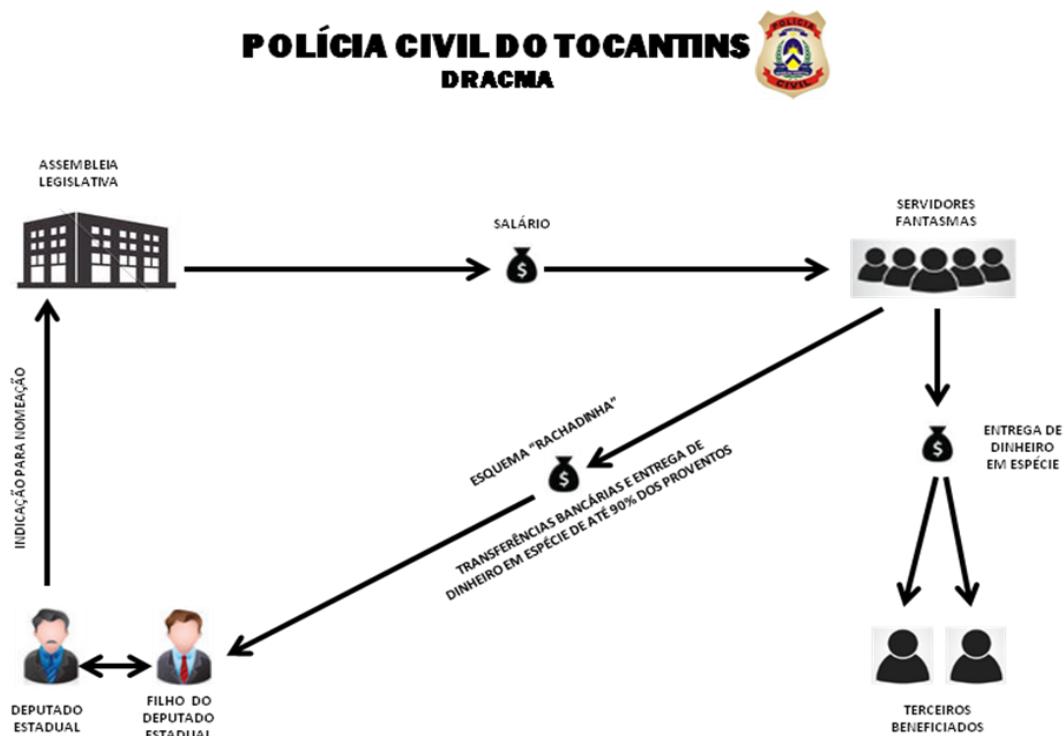 POLÍCIA CIVIL DO TOCANTINS
DRACMA
POLÍCIA
CIVIL
ASSEMBLEIA
LEGISLATIVA
SALÁRIO
$
SERVIDORES
FANTASMAS
INDICAÇÃO PARA NOMEAÇÃO
ESQUEMA "RACHADINHA"
$
TRANSFERÊNCIAS BANCÁRIAS E ENTREGA DE
DINHEIRO EM ESPÉCIE DE ATÉ 90% DOS PROVENTOS
$
ENTREGA DE
DINHEIRO
EM ESPÉCIE
DEPUTADO
ESTADUAL
FILHO DO
DEPUTADO
ESTADUAL
TERCEIROS
BENEFICIADOS